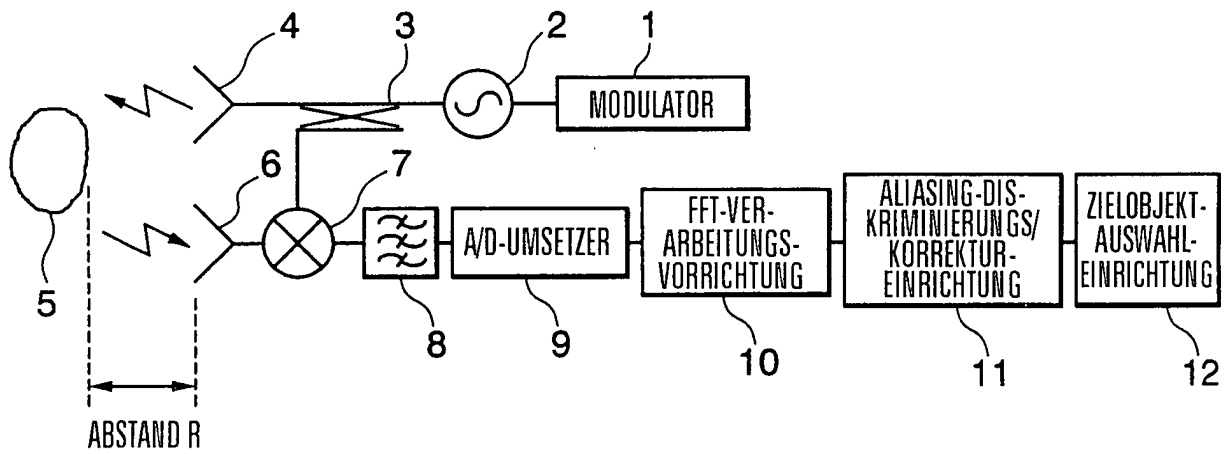 4
3
2
1
MODULATOR
5
6
7
8
A/D-UMSETZER
9
FFT-VER-
ARBEITUNGS-
VORRICHTUNG
10
ALIASING-DIS-
KRIMINIERUNGS/
KORREKTUR-
EINRICHTUNG
11
ZIELOBJEKT-
AUSWAHL-
EINRICHTUNG
12
ABSTAND R